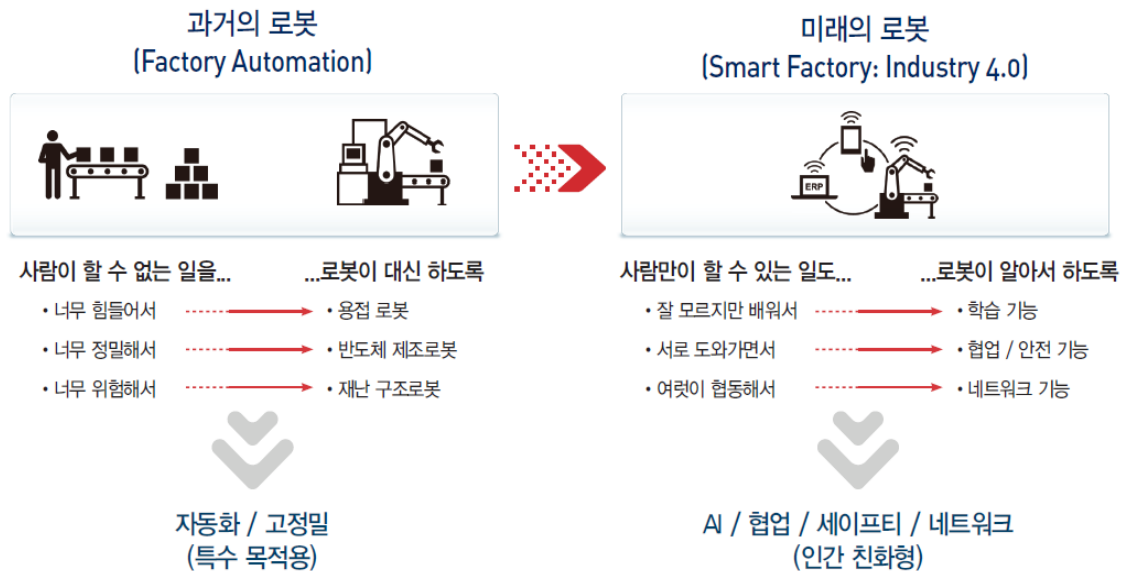 과거의 로봇
(Factory Automation)
사람이 할 수 없는 일을...
...로봇이 대신 하도록
• 너무 힘들어서
• 용접 로봇
• 너무 정밀해서
• 반도체 제조로봇
• 너무 위험해서
• 재난 구조로봇
자동화 / 고정밀
(특수 목적용)
미래의 로봇
(Smart Factory: Industry 4.0)
ERP
사람만이 할 수 있는 일도...
...로봇이 알아서 하도록
• 잘 모르지만 배워서
• 학습 기능
• 서로 도와가면서
• 협업 / 안전 기능
• 여럿이 협동해서
• 네트워크 기능
AI / 협업 / 세이프티 / 네트워크
(인간 친화형)